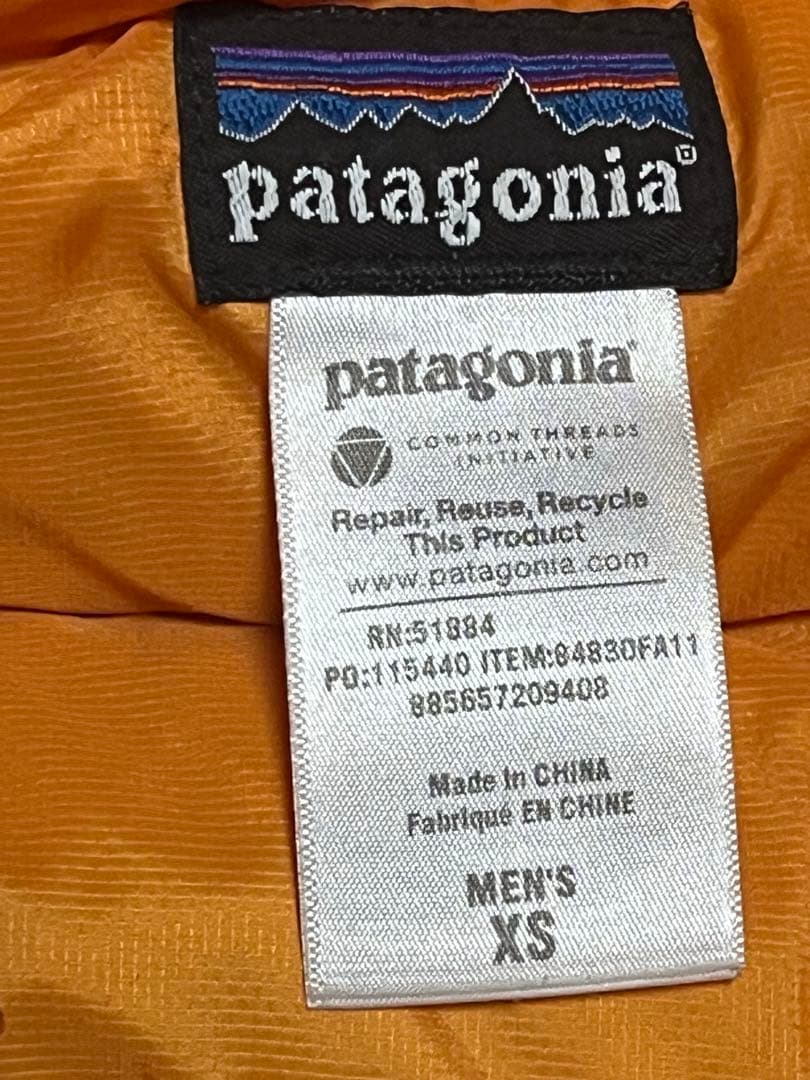 patagonia®
patagonia®
COMMON THREADS
INITIATIVE
Repair, Reuse, Recycle
This Product
www.patagonia.com
RN:51884
PO:115440 ITEM:84830FA11
885657209408
Made in CHINA
Fabriqué EN CHINE
MEN'S
XS